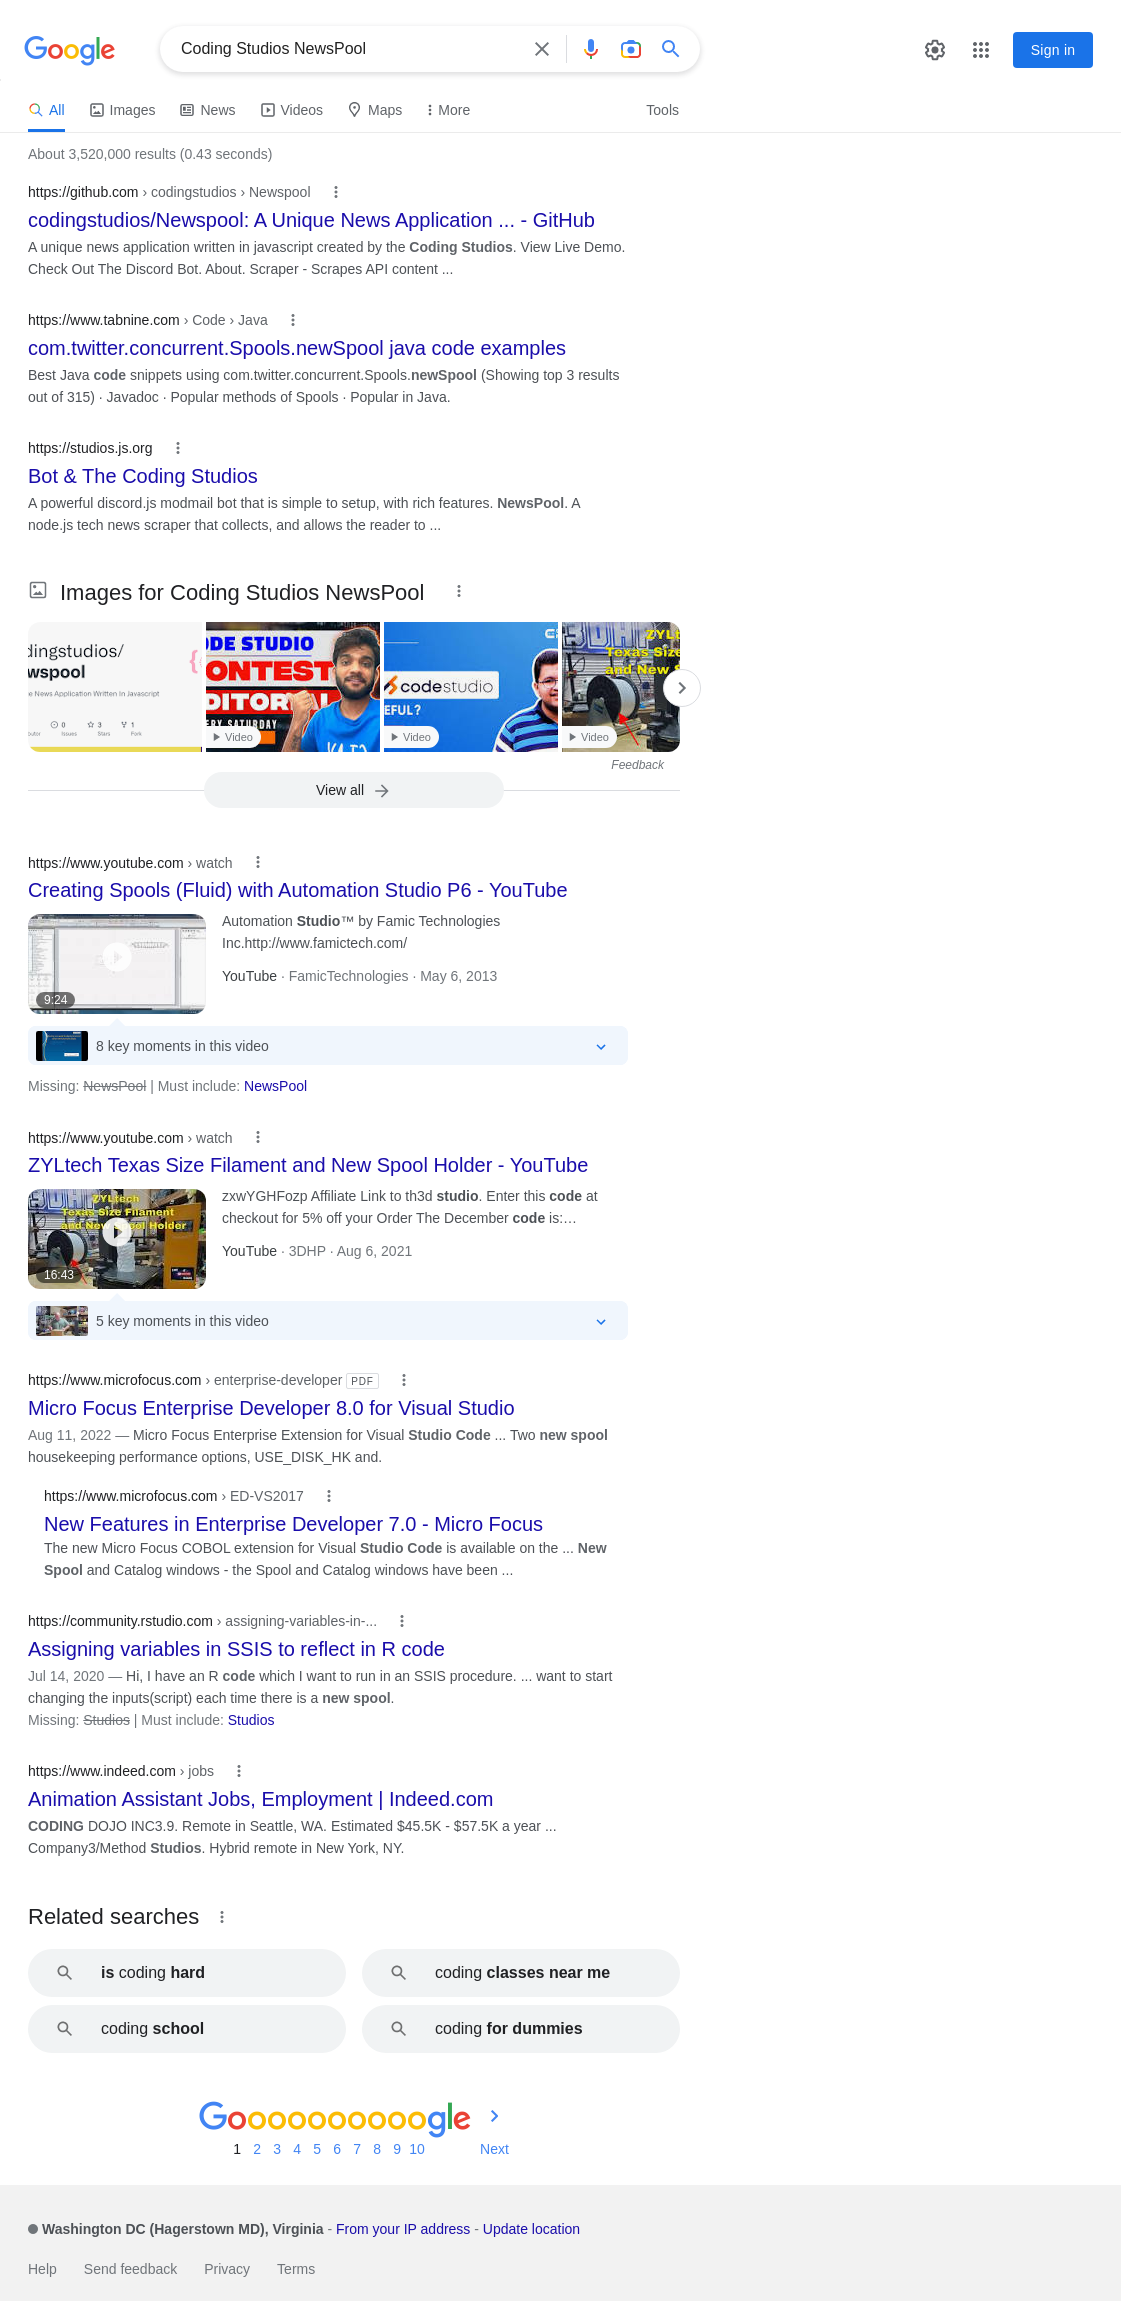 Google
Coding Studios NewsPool
Sign in
All
Images
News
Videos
Maps
More
Tools
About 3,520,000 results (0.43 seconds)
https://github.com › codingstudios › Newspool
codingstudios/Newspool: A Unique News Application ... - GitHub
A unique news application written in javascript created by the Coding Studios. View Live Demo.
Check Out The Discord Bot. About. Scraper - Scrapes API content ...
https://www.tabnine.com › Code › Java
com.twitter.concurrent.Spools.newSpool java code examples
Best Java code snippets using com.twitter.concurrent.Spools.newSpool (Showing top 3 results
out of 315) · Javadoc · Popular methods of Spools · Popular in Java.
https://studios.js.org
Bot & The Coding Studios
A powerful discord.js modmail bot that is simple to setup, with rich features. NewsPool. A
node.js tech news scraper that collects, and allows the reader to ...
Images for Coding Studios NewsPool
dingstudios/
wspool
e News Application Written In Javascript
0
3
1
Issues
Stars
Fork
ODE STUDIO
ONTEST
DITORIAL
ERY SATURDAY
Video
codestudio
EFUL?
Video
3DHP
ZYLt
Texas Size
and New S
Video
Feedback
View all
https://www.youtube.com › watch
Creating Spools (Fluid) with Automation Studio P6 - YouTube
Automation Studio™ by Famic Technologies
Inc.http://www.famictech.com/
YouTube · FamicTechnologies · May 6, 2013
9:24
8 key moments in this video
Missing: NewsPool | Must include: NewsPool
https://www.youtube.com › watch
ZYLtech Texas Size Filament and New Spool Holder - YouTube
ZYLtech
Texas Size Filament
and New Spool Holder
16:43
zxwYGHFozp Affiliate Link to th3d studio. Enter this code at
checkout for 5% off your Order The December code is:…
YouTube · 3DHP · Aug 6, 2021
5 key moments in this video
https://www.microfocus.com › enterprise-developer PDF
Micro Focus Enterprise Developer 8.0 for Visual Studio
Aug 11, 2022 — Micro Focus Enterprise Extension for Visual Studio Code ... Two new spool
housekeeping performance options, USE_DISK_HK and.
https://www.microfocus.com › ED-VS2017
New Features in Enterprise Developer 7.0 - Micro Focus
The new Micro Focus COBOL extension for Visual Studio Code is available on the ... New
Spool and Catalog windows - the Spool and Catalog windows have been ...
https://community.rstudio.com › assigning-variables-in-...
Assigning variables in SSIS to reflect in R code
Jul 14, 2020 — Hi, I have an R code which I want to run in an SSIS procedure. ... want to start
changing the inputs(script) each time there is a new spool.
Missing: Studios | Must include: Studios
https://www.indeed.com › jobs
Animation Assistant Jobs, Employment | Indeed.com
CODING DOJO INC3.9. Remote in Seattle, WA. Estimated $45.5K - $57.5K a year ...
Company3/Method Studios. Hybrid remote in New York, NY.
Related searches
is coding hard
coding classes near me
coding school
coding for dummies
Goooooooooogle
1 2 3 4 5 6 7 8 9 10 Next
Washington DC (Hagerstown MD), Virginia - From your IP address - Update location
Help Send feedback Privacy Terms